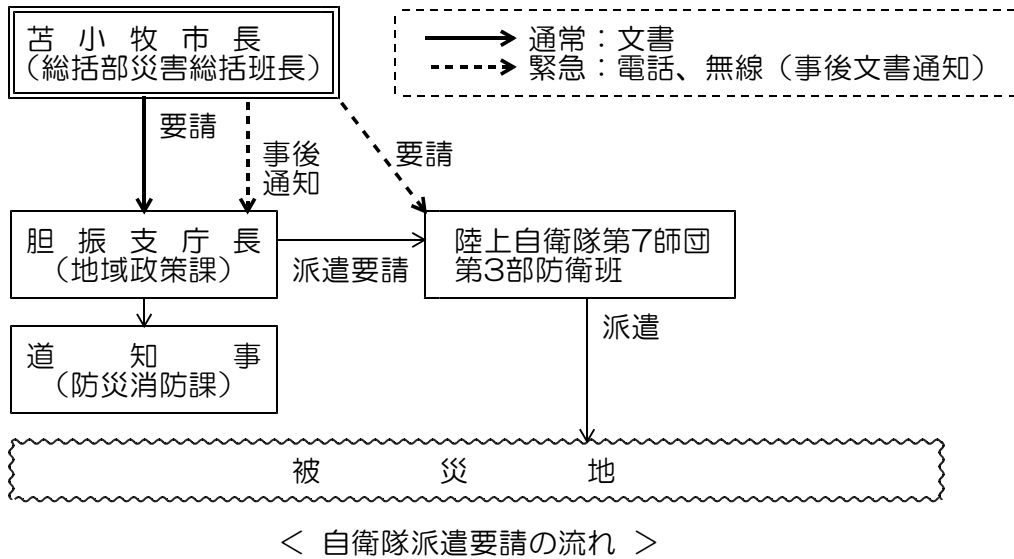 苫小牧市長
（総括部災害総括班長）
通常：文書
緊急：電話、無線（事後文書通知）
要請
事後
通知
要請
胆振支庁長
（地域政策課）
派遣要請
陸上自衛隊第7師団
第3部防衛班
派遣
道知事
（防災消防課）
被災地
＜ 自衛隊派遣要請の流れ ＞